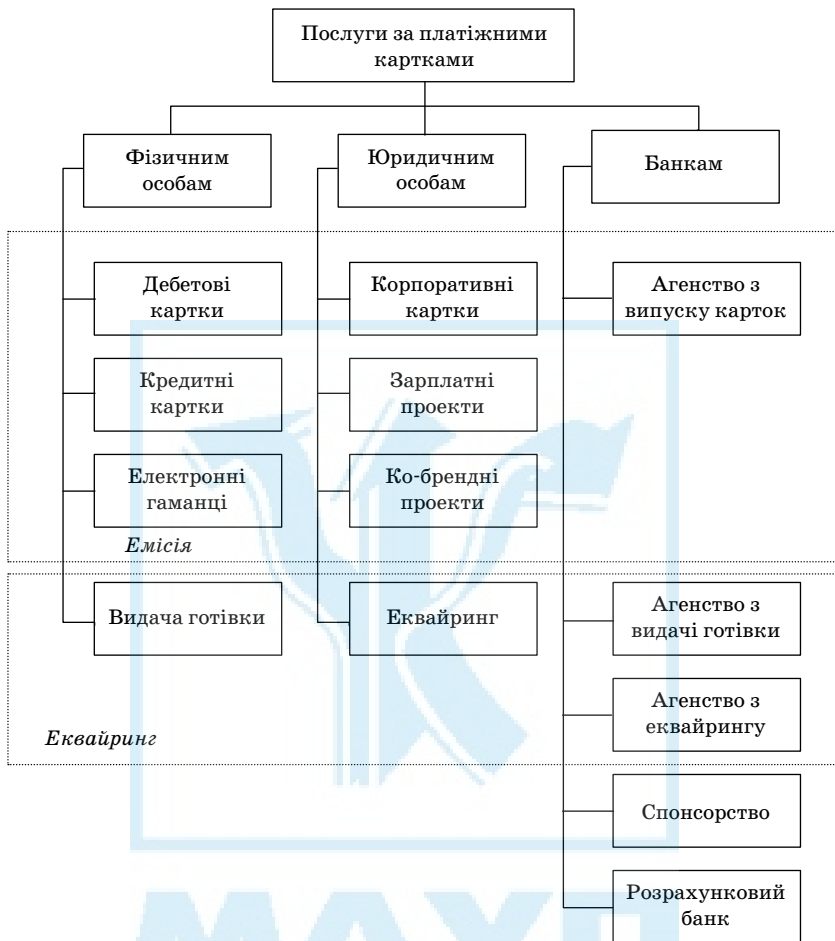 Послуги за платіжними
картками
Фізичним
особам
Юридичним
особам
Банкам
Дебетові
картки
Корпоративні
картки
Агенство з
випуску карток
Кредитні
картки
Зарплатні
проекти
Електронні
гаманці
Ко-брендні
проекти
Емісія
Видача готівки
Еквайринг
Агенство з
видачі готівки
Агенство з
еквайрингу
Еквайринг
Спонсорство
Розрахунковий
банк
МАУП